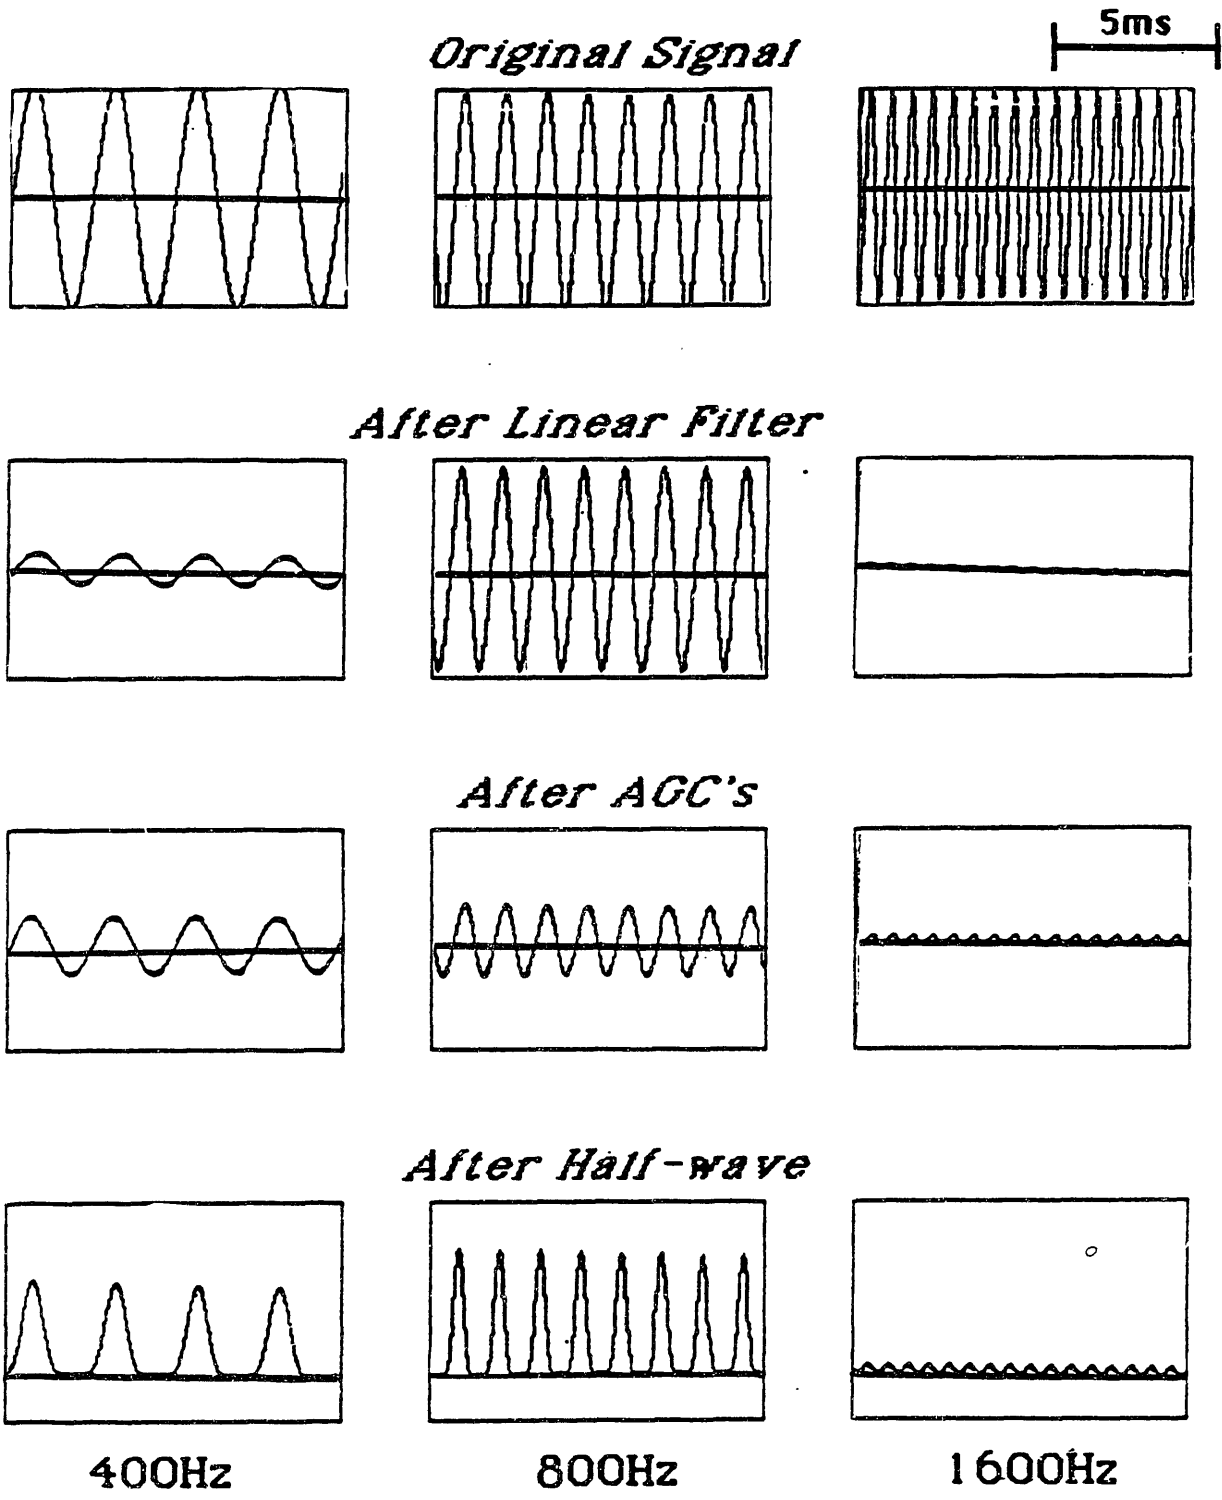 5ms
Original Signal
After Linear Filter
After AGC's
After Half-wave
400Hz
800Hz
1600Hz